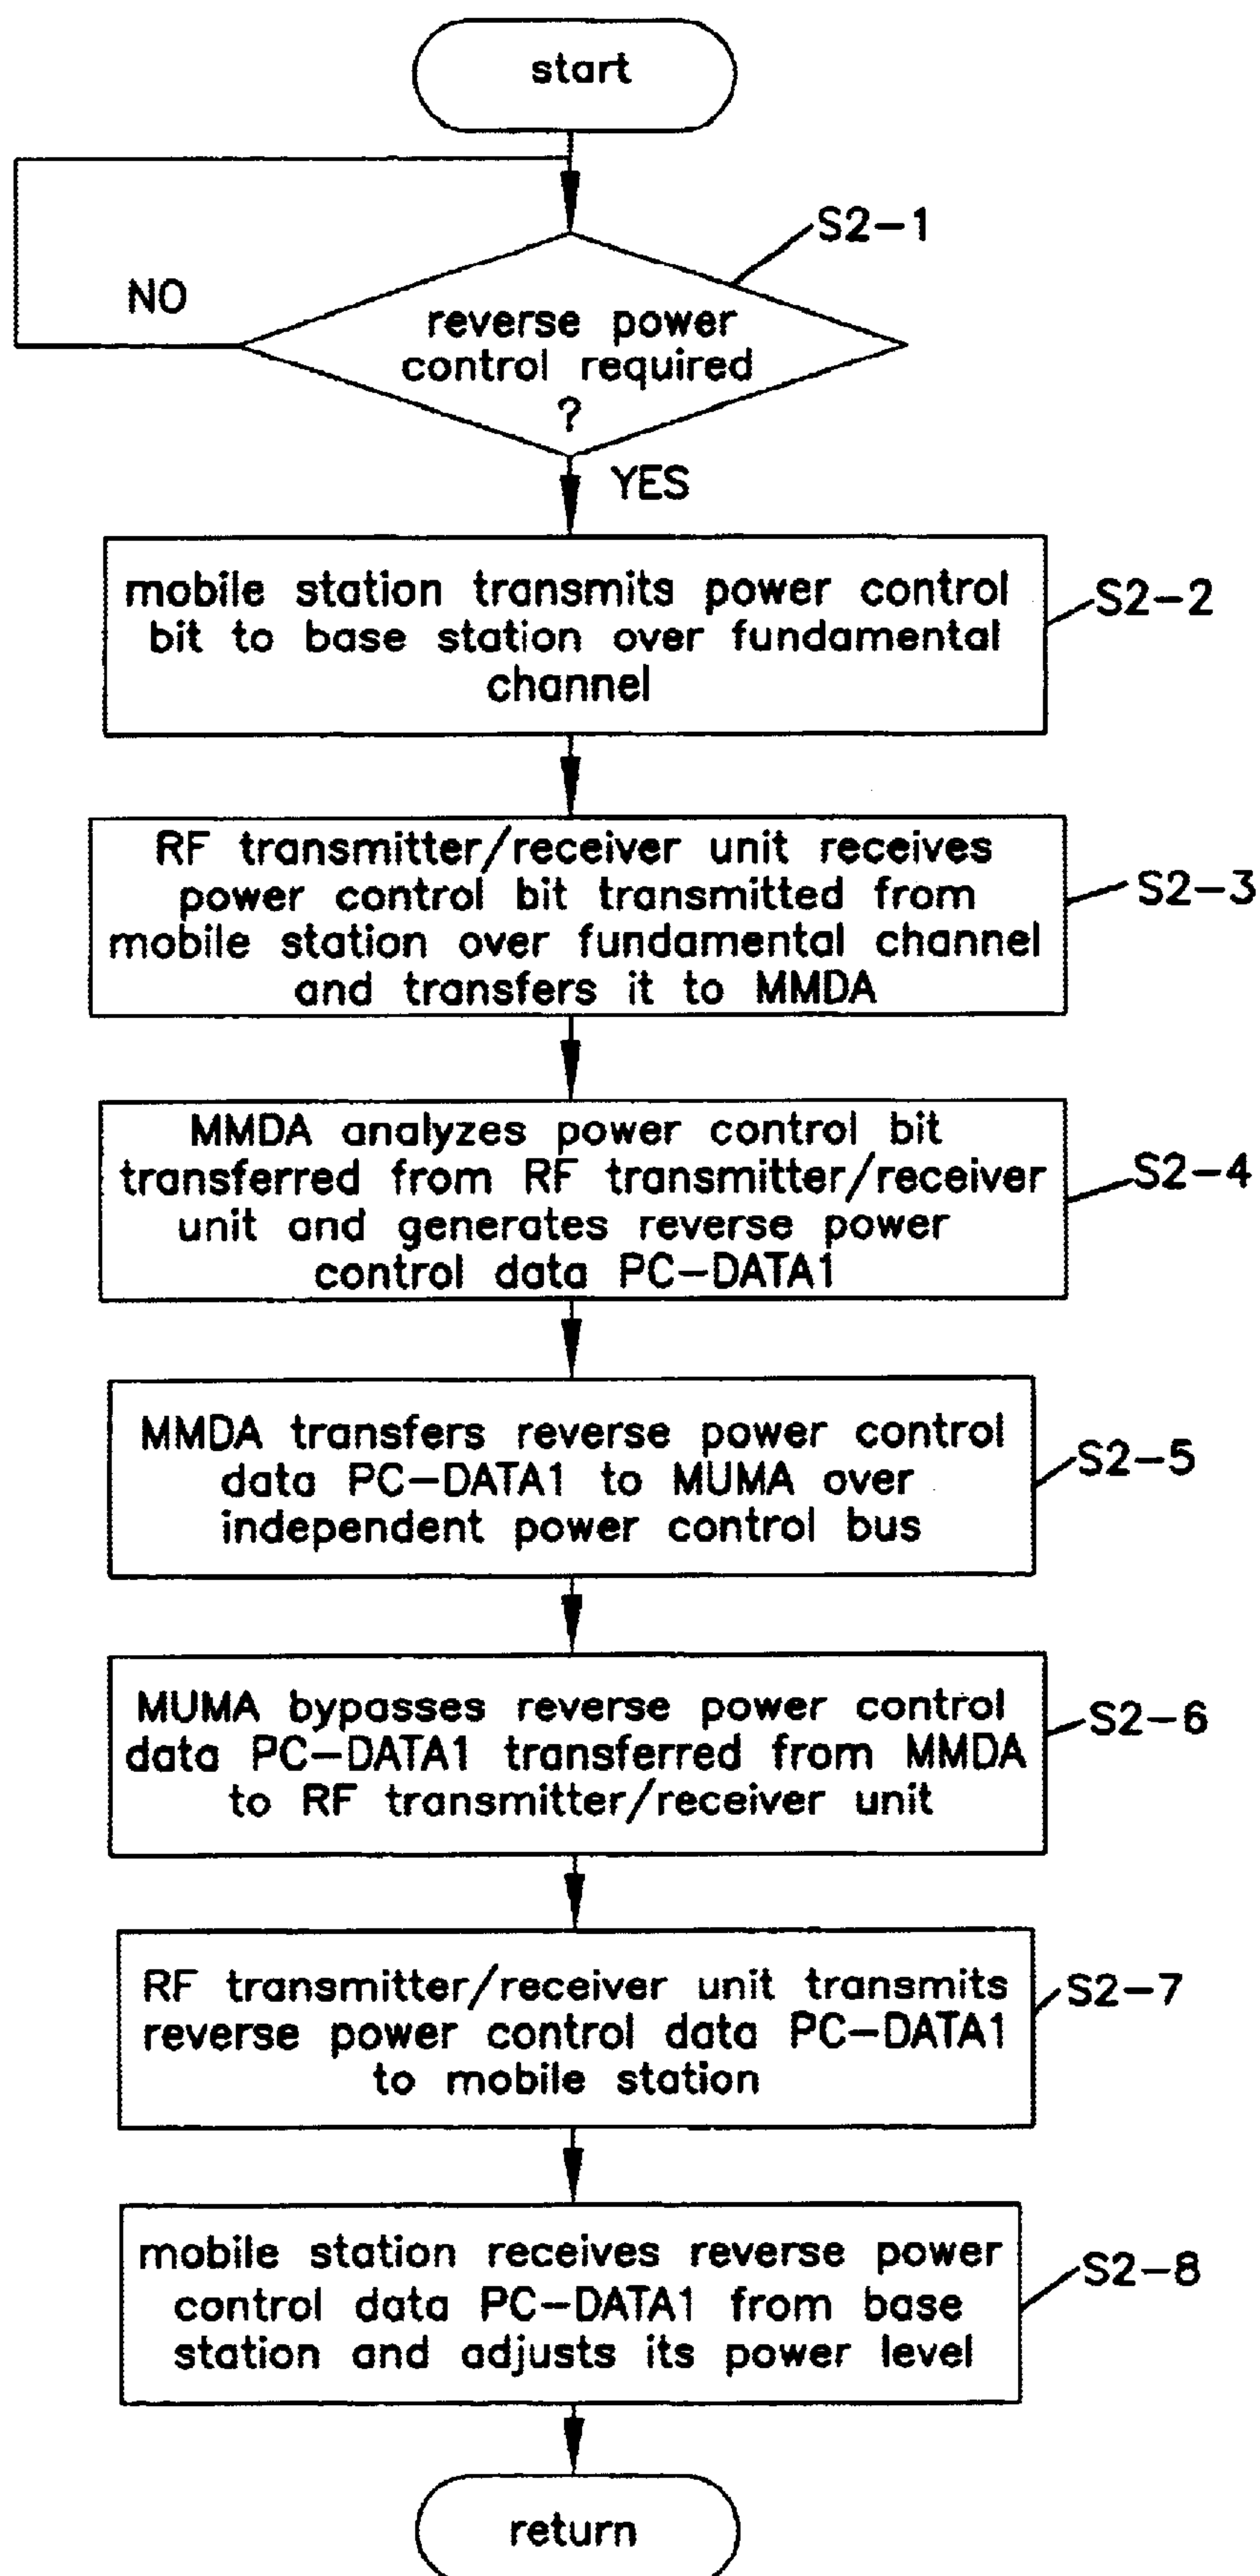 start
S2-1
NO
reverse power
control required
?
YES
mobile station transmits power control
bit to base station over fundamental
channel
S2-2
RF transmitter/receiver unit receives
power control bit transmitted from
mobile station over fundamental channel
and transfers it to MMDA
S2-3
MMDA analyzes power control bit
transferred from RF transmitter/receiver
unit and generates reverse power
control data PC-DATA1
S2-4
MMDA transfers reverse power control
data PC-DATA1 to MUMA over
independent power control bus
S2-5
MUMA bypasses reverse power control
data PC-DATA1 transferred from MMDA
to RF transmitter/receiver unit
S2-6
RF transmitter/receiver unit transmits
reverse power control data PC-DATA1
to mobile station
S2-7
mobile station receives reverse power
control data PC-DATA1 from base
station and adjusts its power level
S2-8
return